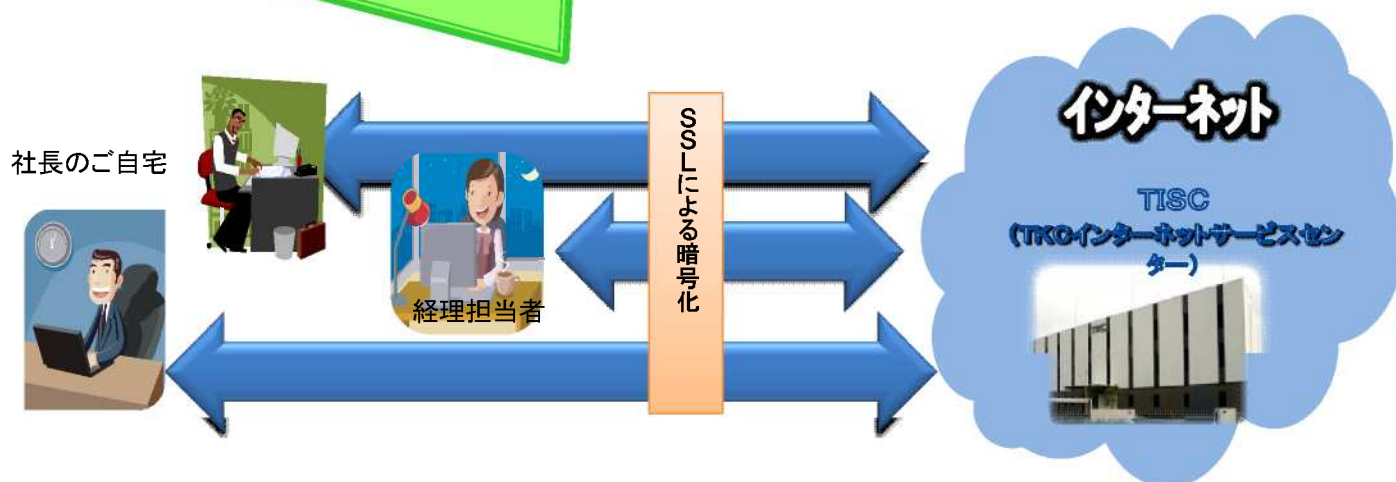 社長のご自宅
経理担当者
SSLによる暗号化
インターネット
TISC
(TKCインターネットサービスセン
ター)